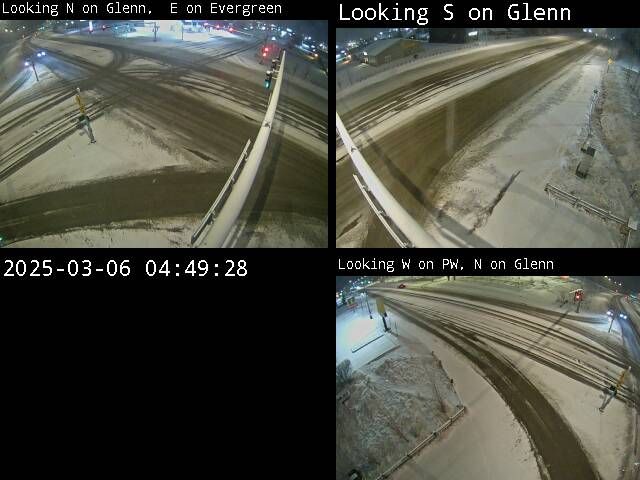 Looking N on Glenn,  E on Evergreen
Looking S on Glenn
2025-03-06 04:49:28
Looking W on PW, N on Glenn